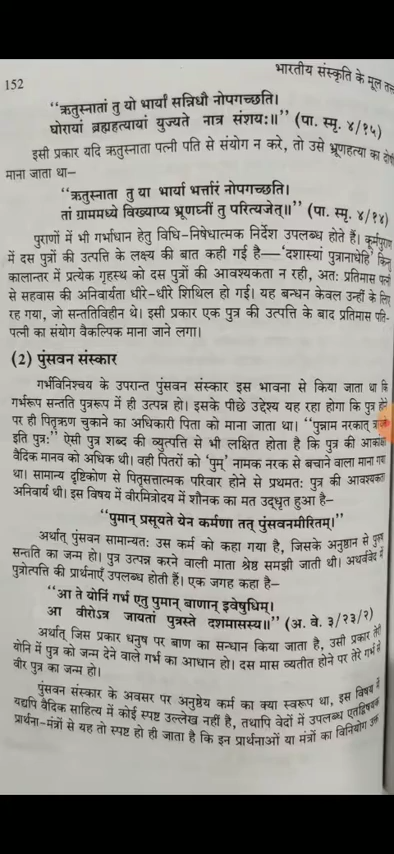 152
भारतीय संस्कृति के मूल
“ऋतुस्नातां तु यो भार्यां सन्निधौ नोपगच्छति।
घोरायां ब्रह्महत्यायां युज्यते नात्र संशयः॥” (पा. स्मृ. ४/१५)
इसी प्रकार यदि ऋतुस्नाता पत्नी पति से संयोग न करे, तो उसे भ्रूणहत्या का दोषी
माना जाता था—
“ऋतुस्नाता तु या भार्या भर्त्तारं नोपगच्छति।
तां ग्राममध्ये विख्याप्य भ्रूणघ्नीं तु परित्यजेत्॥” (पा. स्मृ. ४/१४)
पुराणों में भी गर्भाधान हेतु विधि-निषेधात्मक निर्देश उपलब्ध होते हैं। कूर्मपुराण
में दस पुत्रों की उत्पत्ति के लक्ष्य की बात कही गई है—‘दशास्यां पुत्रानाधेहि’ किन्तु
कालान्तर में प्रत्येक गृहस्थ को दस पुत्रों की आवश्यकता न रही, अतः प्रतिमास पत्नी
से सहवास की अनिवार्यता धीरे-धीरे शिथिल हो गई। यह बन्धन केवल उन्हीं के लिए
रह गया, जो सन्ततिविहीन थे। इसी प्रकार एक पुत्र की उत्पत्ति के बाद प्रतिमास पति-
पत्नी का संयोग वैकल्पिक माना जाने लगा।
(2) पुंसवन संस्कार
गर्भविनिश्चय के उपरान्त पुंसवन संस्कार इस भावना से किया जाता था कि
गर्भरूप सन्तति पुत्ररूप में ही उत्पन्न हो। इसके पीछे उद्देश्य यह रहा होगा कि पुत्र होने
पर ही पितृऋण चुकाने का अधिकारी पिता को माना जाता था। “पुन्नाम नरकात्
इति पुत्रः” ऐसी पुत्र शब्द की व्युत्पत्ति से भी लक्षित होता है कि पुत्र की आकांक्षा
वैदिक मानव को अधिक थी। वही पितरों को ‘पुम्’ नामक नरक से बचाने वाला माना गया
था। सामान्य दृष्टिकोण से पितृसत्तात्मक परिवार होने से प्रथमतः पुत्र की आवश्यकता
अनिवार्य थी। इस विषय में वीरमित्रोदय में शौनक का मत उद्धृत हुआ है—
“पुमान् प्रसूयते येन कर्मणा तत् पुंसवनमीरितम्।”
अर्थात् पुंसवन सामान्यतः उस कर्म को कहा गया है, जिसके अनुष्ठान से पुरुष
सन्तति का जन्म हो। पुत्र उत्पन्न करने वाली माता श्रेष्ठ समझी जाती थी। अथर्ववेद में
पुत्रोत्पत्ति की प्रार्थनाएँ उपलब्ध होती हैं। एक जगह कहा है—
“आ ते योनिं गर्भ एतु पुमान् बाणान् इवेषुधिम्।
आ वीरोऽत्र जायतां पुत्रस्ते दशमासस्य॥” (अ. वे. ३/२३/२)
अर्थात् जिस प्रकार धनुष पर बाण का सन्धान किया जाता है, उसी प्रकार तेरी
योनि में पुत्र को जन्म देने वाले गर्भ का आधान हो। दस मास व्यतीत होने पर तेरे गर्भ से
वीर पुत्र का जन्म हो।
पुंसवन संस्कार के अवसर पर अनुष्ठेय कर्म का क्या स्वरूप था, इस विषय में
यद्यपि वैदिक साहित्य में कोई स्पष्ट उल्लेख नहीं है, तथापि वेदों में उपलब्ध एतद्विषयक
प्रार्थना-मंत्रों से यह तो स्पष्ट हो ही जाता है कि इन प्रार्थनाओं या मंत्रों का विनियोग उक्त